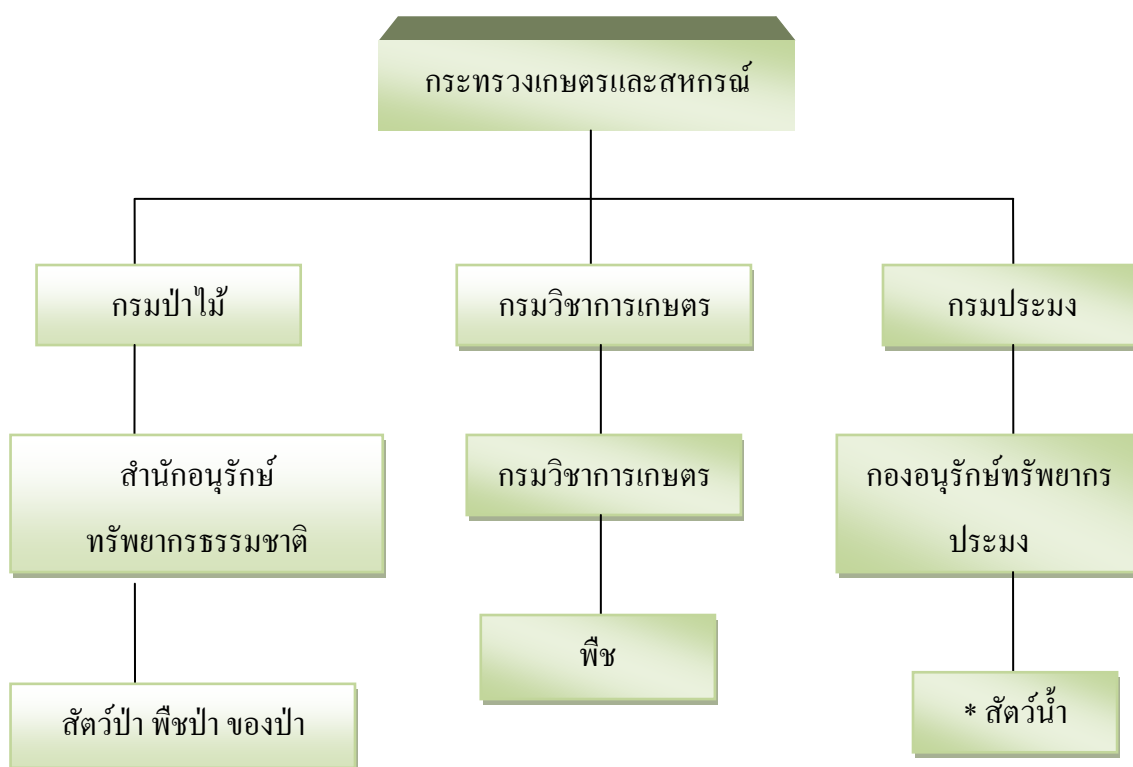 กระทรวงเกษตรและสหกรณ์
กรมป่าไม้
กรมวิชาการเกษตร
กรมประมง
สำนักอนุรักษ์
ทรัพยากรธรรมชาติ
กรมวิชาการเกษตร
กองอนุรักษ์ทรัพยากร
ประมง
พืช
สัตว์ป่า พืชป่า ของป่า
* สัตว์น้ำ